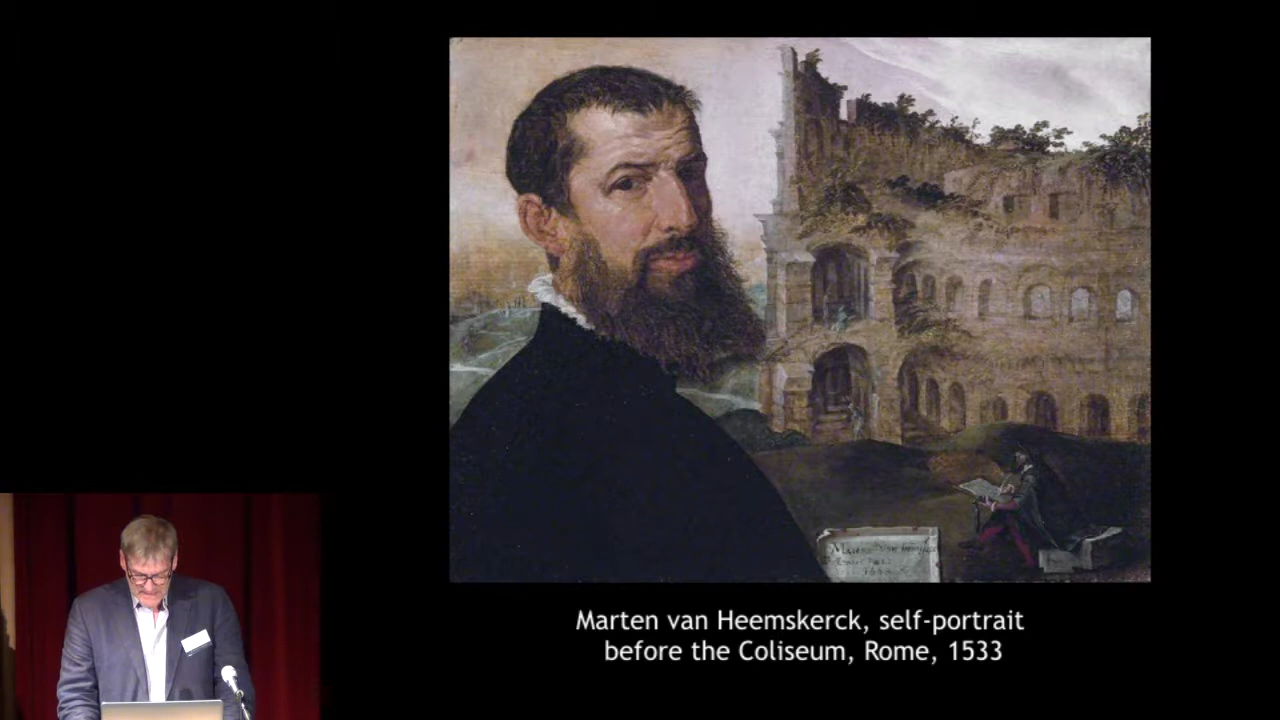 Marten van Heemskerck, self-portrait
before the Coliseum, Rome, 1533